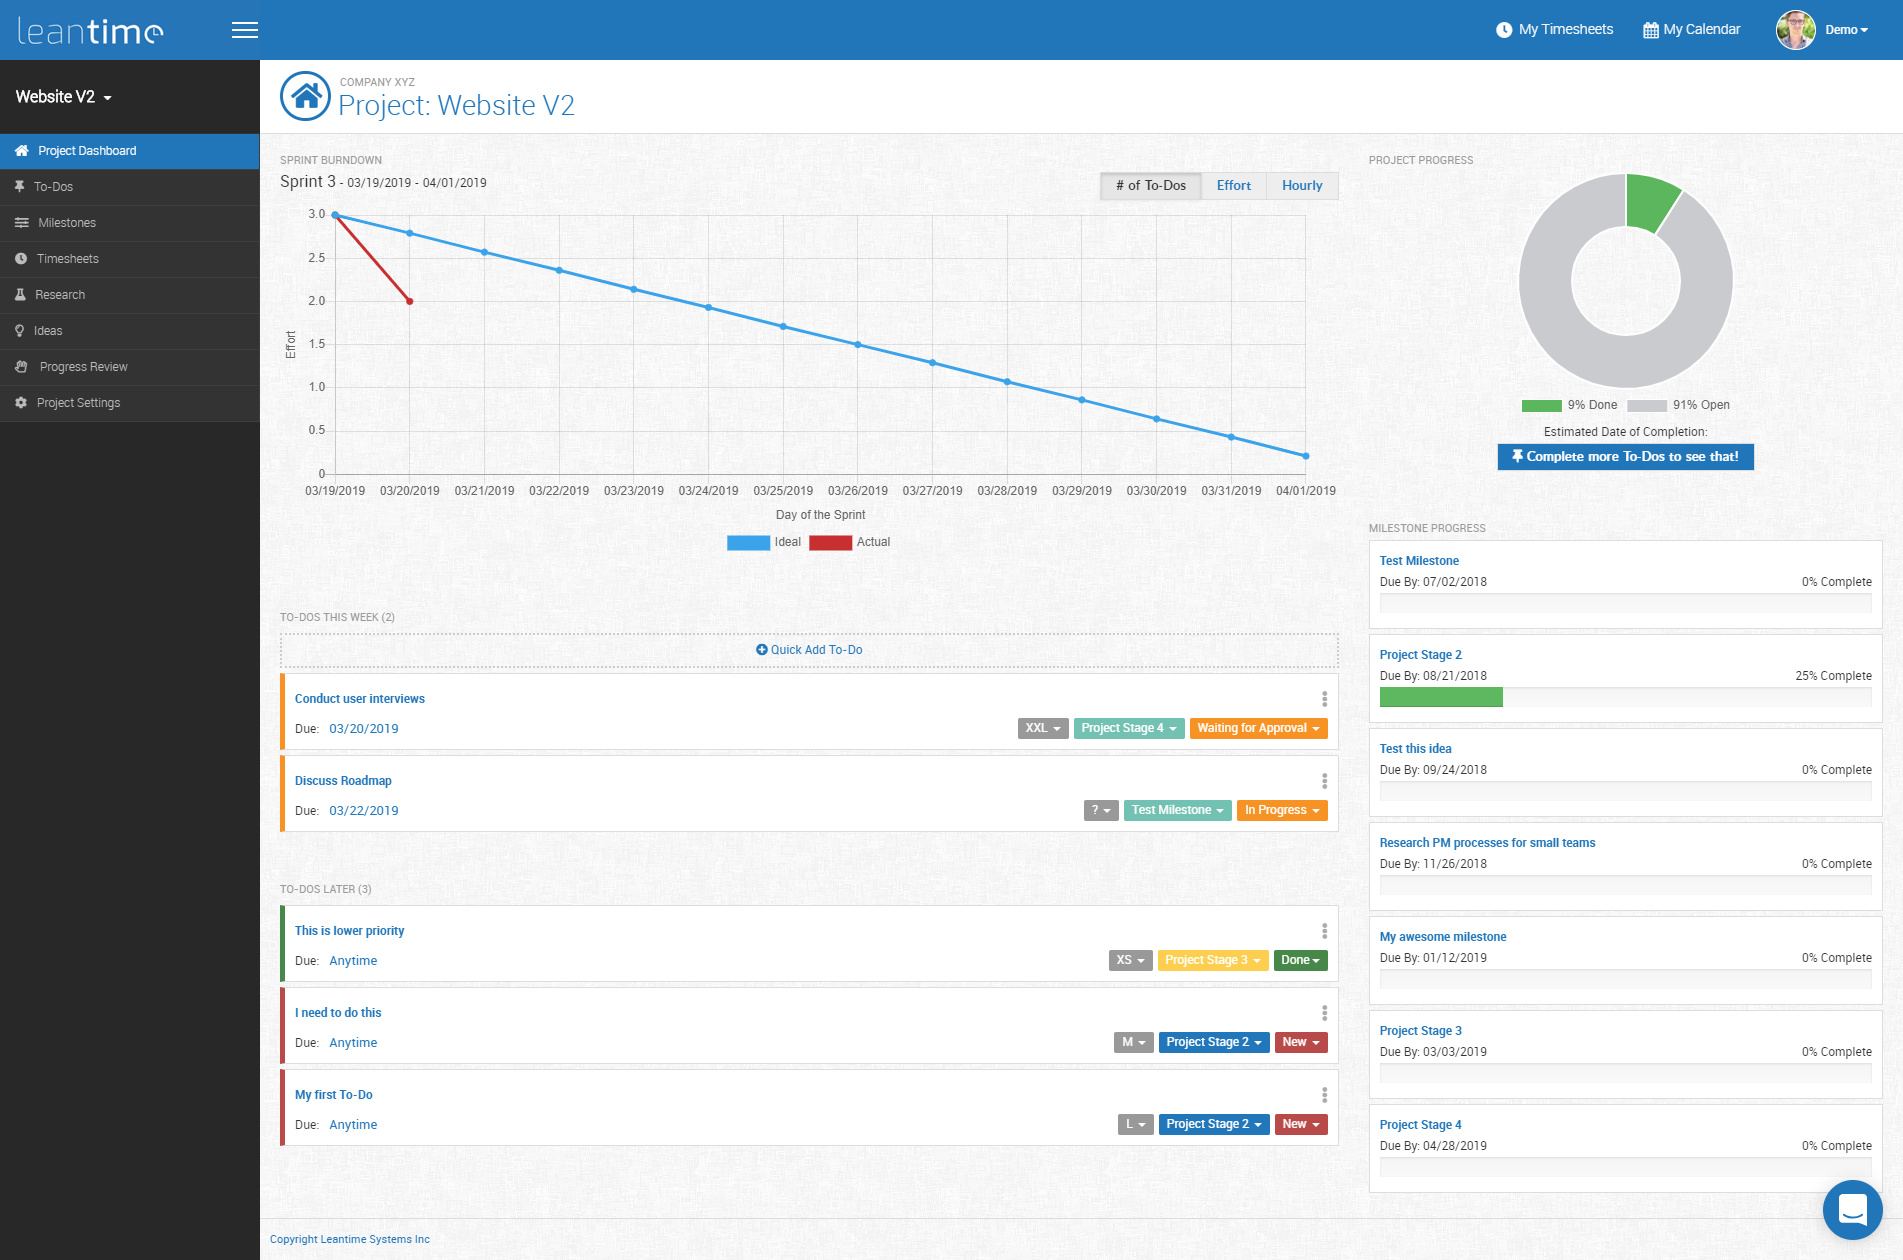 leantime
My Timesheets
My Calendar
Demo
Website V2
Project Dashboard
To-Dos
Milestones
Timesheets
Research
Ideas
Progress Review
Project Settings
COMPANY XYZ
Project: Website V2
SPRINT BURNDOWN
Sprint 3 - 03/19/2019 - 04/01/2019
# of To-Dos Effort Hourly
3.0
2.5
2.0
1.5
1.0
0.5
0
Effort
03/19/2019 03/20/2019 03/21/2019 03/22/2019 03/23/2019 03/24/2019 03/25/2019 03/26/2019 03/27/2019 03/28/2019 03/29/2019 03/30/2019 03/31/2019 04/01/2019
Day of the Sprint
Ideal Actual
TO-DOS THIS WEEK (2)
Quick Add To-Do
Conduct user interviews
Due: 03/20/2019 XXL Project Stage 4 Waiting for Approval
Discuss Roadmap
Due: 03/22/2019 ? Test Milestone In Progress
TO-DOS LATER (3)
This is lower priority
Due: Anytime XS Project Stage 3 Done
I need to do this
Due: Anytime M Project Stage 2 New
My first To-Do
Due: Anytime L Project Stage 2 New
PROJECT PROGRESS
9% Done 91% Open
Estimated Date of Completion:
Complete more To-Dos to see that!
MILESTONE PROGRESS
Test Milestone
Due By: 07/02/2018 0% Complete
Project Stage 2
Due By: 08/21/2018 25% Complete
Test this idea
Due By: 09/24/2018 0% Complete
Research PM processes for small teams
Due By: 11/26/2018 0% Complete
My awesome milestone
Due By: 01/12/2019 0% Complete
Project Stage 3
Due By: 03/03/2019 0% Complete
Project Stage 4
Due By: 04/28/2019 0% Complete
Copyright Leantime Systems Inc